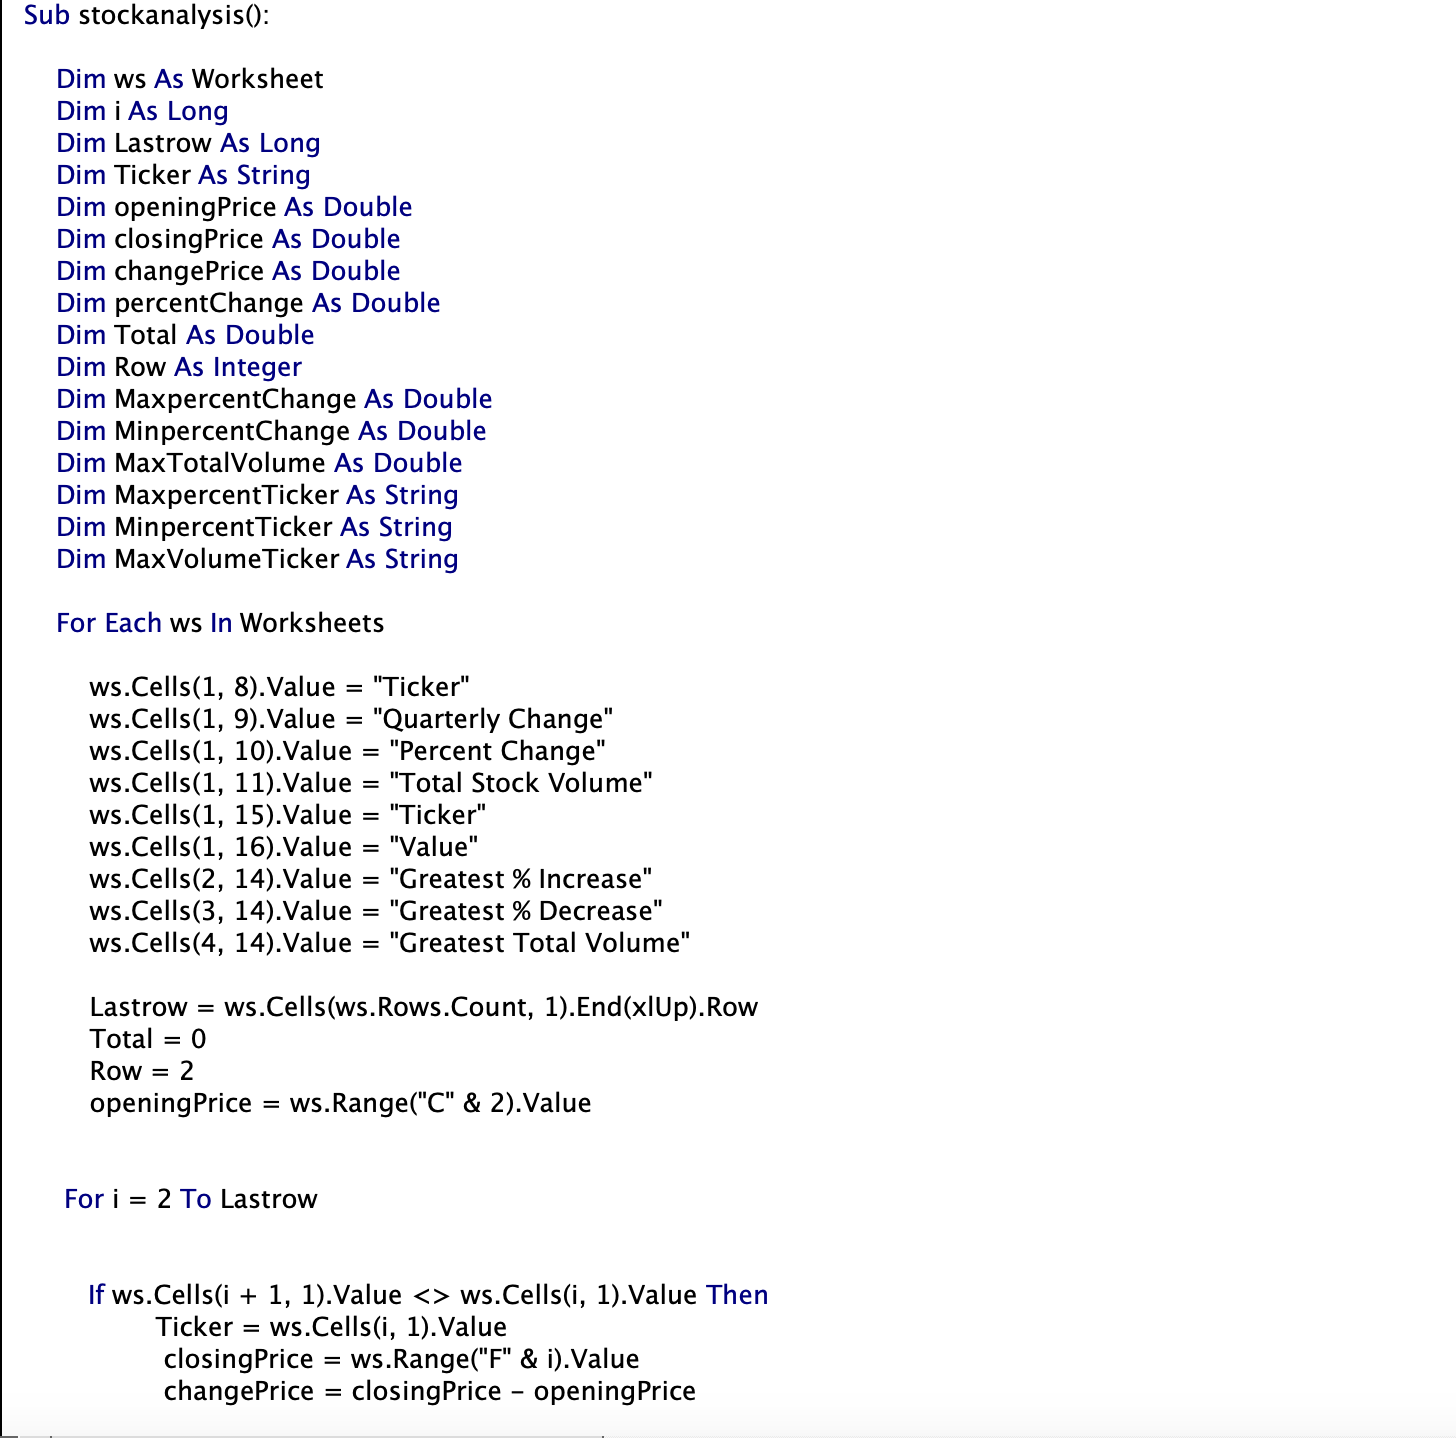 Sub stockanalysis():
Dim ws As Worksheet
Dim i As Long
Dim Lastrow As Long
Dim Ticker As String
Dim openingPrice As Double
Dim closingPrice As Double
Dim changePrice As Double
Dim percentChange As Double
Dim Total As Double
Dim Row As Integer
Dim MaxpercentChange As Double
Dim MinpercentChange As Double
Dim MaxTotalVolume As Double
Dim MaxpercentTicker As String
Dim MinpercentTicker As String
Dim MaxVolumeTicker As String
For Each ws In Worksheets
ws.Cells(1, 8).Value = "Ticker"
ws.Cells(1, 9).Value = "Quarterly Change"
ws.Cells(1, 10).Value = "Percent Change"
ws.Cells(1, 11).Value = "Total Stock Volume"
ws.Cells(1, 15).Value = "Ticker"
ws.Cells(1, 16).Value = "Value"
ws.Cells(2, 14).Value = "Greatest % Increase"
ws.Cells(3, 14).Value = "Greatest % Decrease"
ws.Cells(4, 14).Value = "Greatest Total Volume"
Lastrow = ws.Cells(ws.Rows.Count, 1).End(xlUp).Row
Total = 0
Row = 2
openingPrice = ws.Range("C" & 2).Value
For i = 2 To Lastrow
If ws.Cells(i + 1, 1).Value <> ws.Cells(i, 1).Value Then
Ticker = ws.Cells(i, 1).Value
closingPrice = ws.Range("F" & i).Value
changePrice = closingPrice - openingPrice